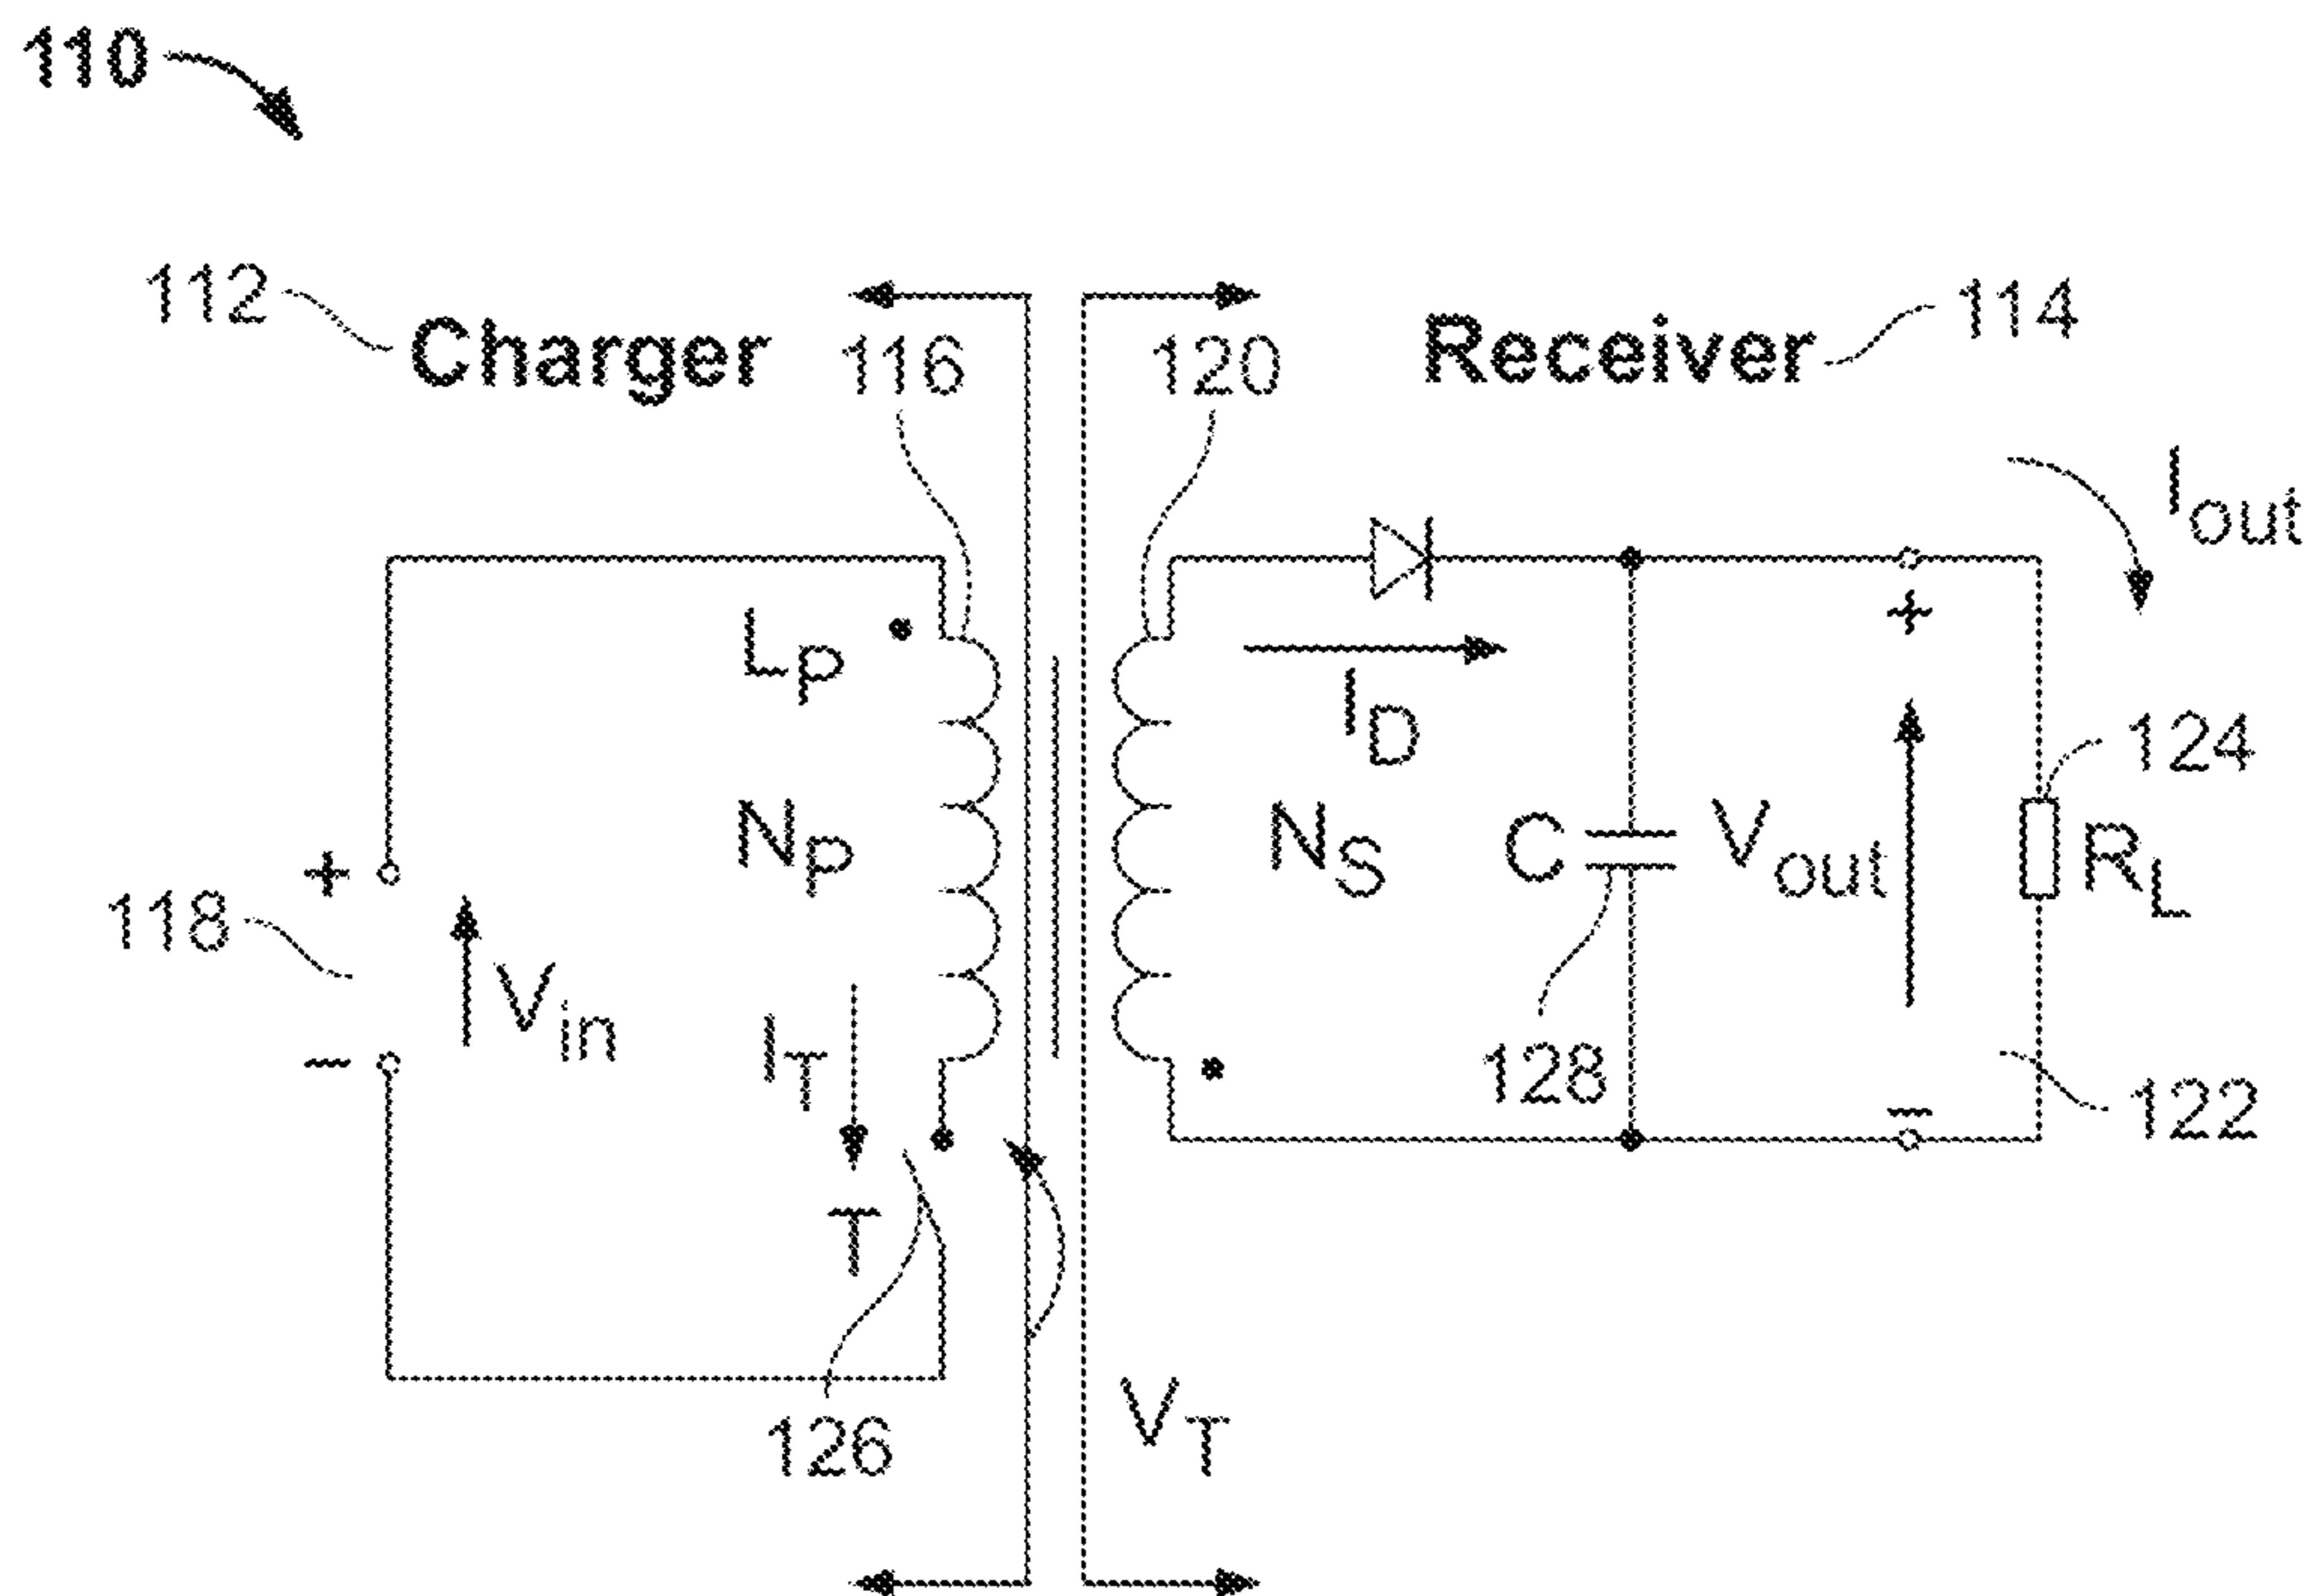 110
112
Charger
116
120
Receiver
114
Iout
LP
+
ID
124
NP
NS
C
Vout
RL
+
118
Vin
IT
128
−
−
122
T
126
VT